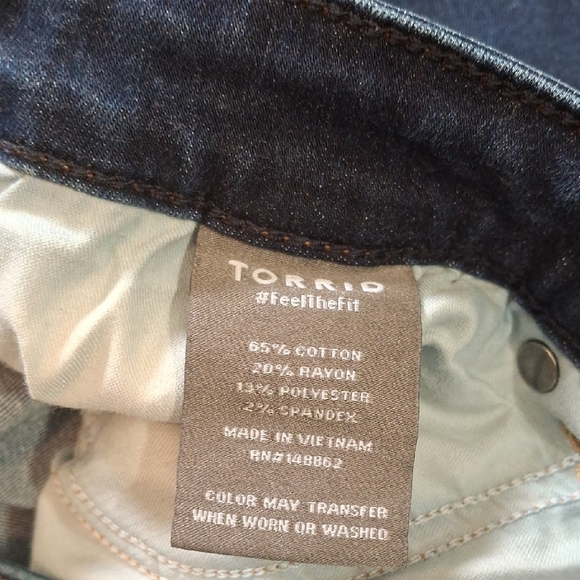 TORRID
#FeelTheFit
65% COTTON
20% RAYON
13% POLYESTER
2% SPANDEX
MADE IN VIETNAM
RN#148862
COLOR MAY TRANSFER
WHEN WORN OR WASHED